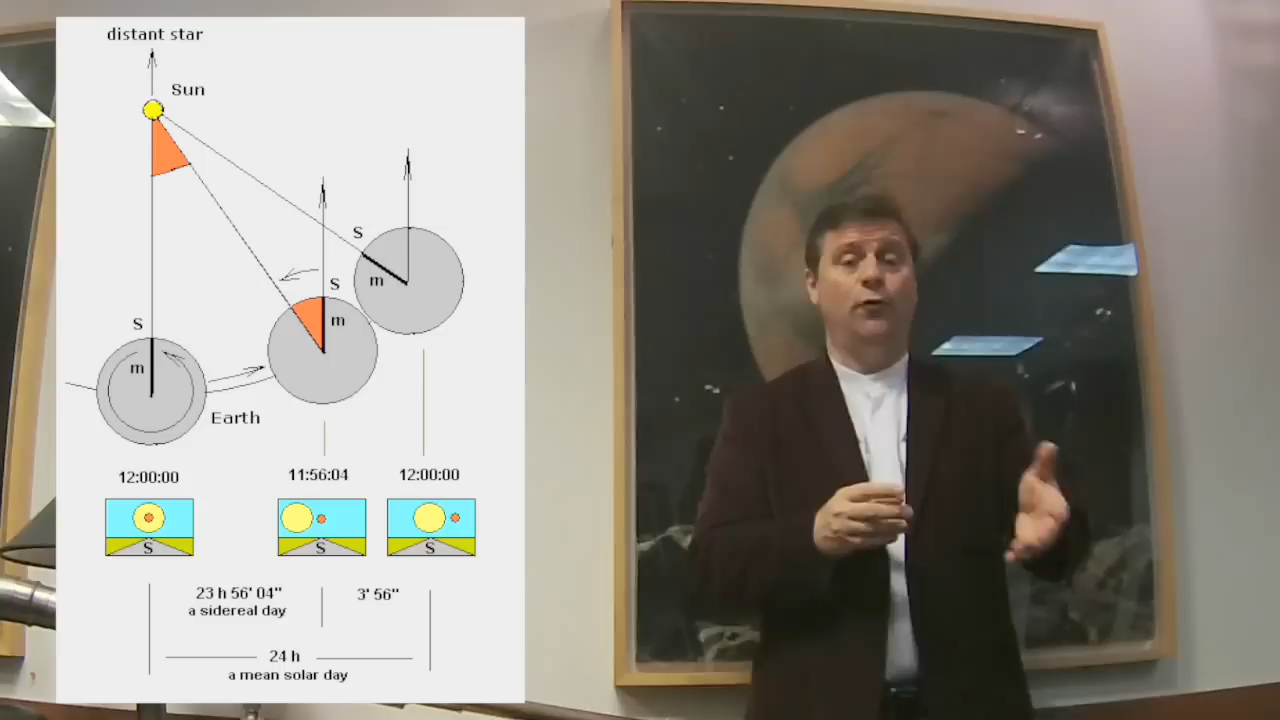 distant star
Sun
S
S
S
m
m
m
Earth
12:00:00
11:56:04
12:00:00
S
S
S
23 h 56' 04"
3' 56"
a sidereal day
24 h
a mean solar day